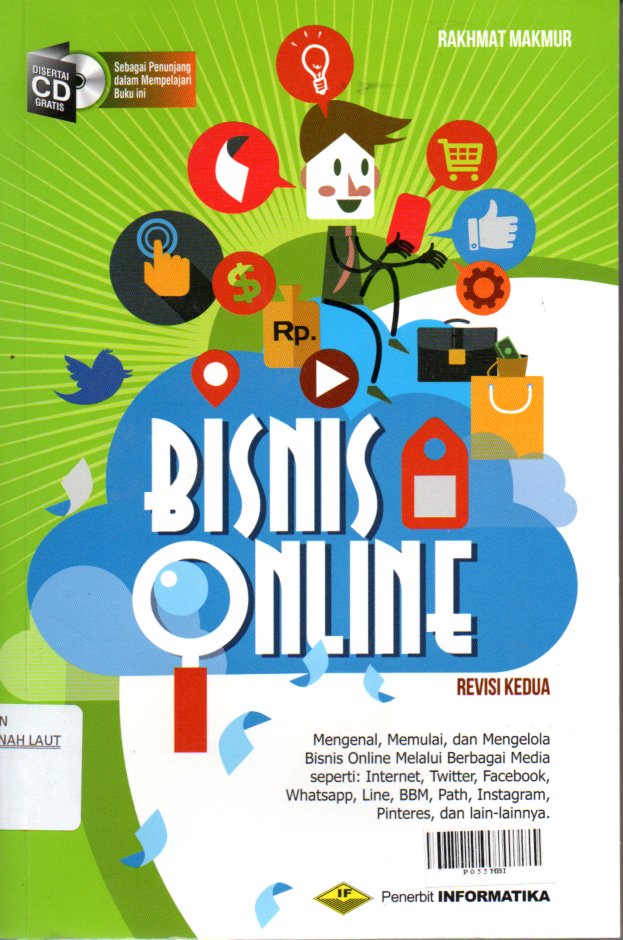 RAKHMAT MAKMUR
DISERTAI
CD
GRATIS
Sebagai Penunjang
dalam Mempelajari
Buku ini
$
Rp.
BISNIS
ONLINE
REVISI KEDUA
N
NAH LAUT
Mengenal, Memulai, dan Mengelola
Bisnis Online Melalui Berbagai Media
seperti: Internet, Twitter, Facebook,
Whatsapp, Line, BBM, Path, Instagram,
Pinteres, dan lain-lainnya.
P055MBI
IF
Penerbit INFORMATIKA